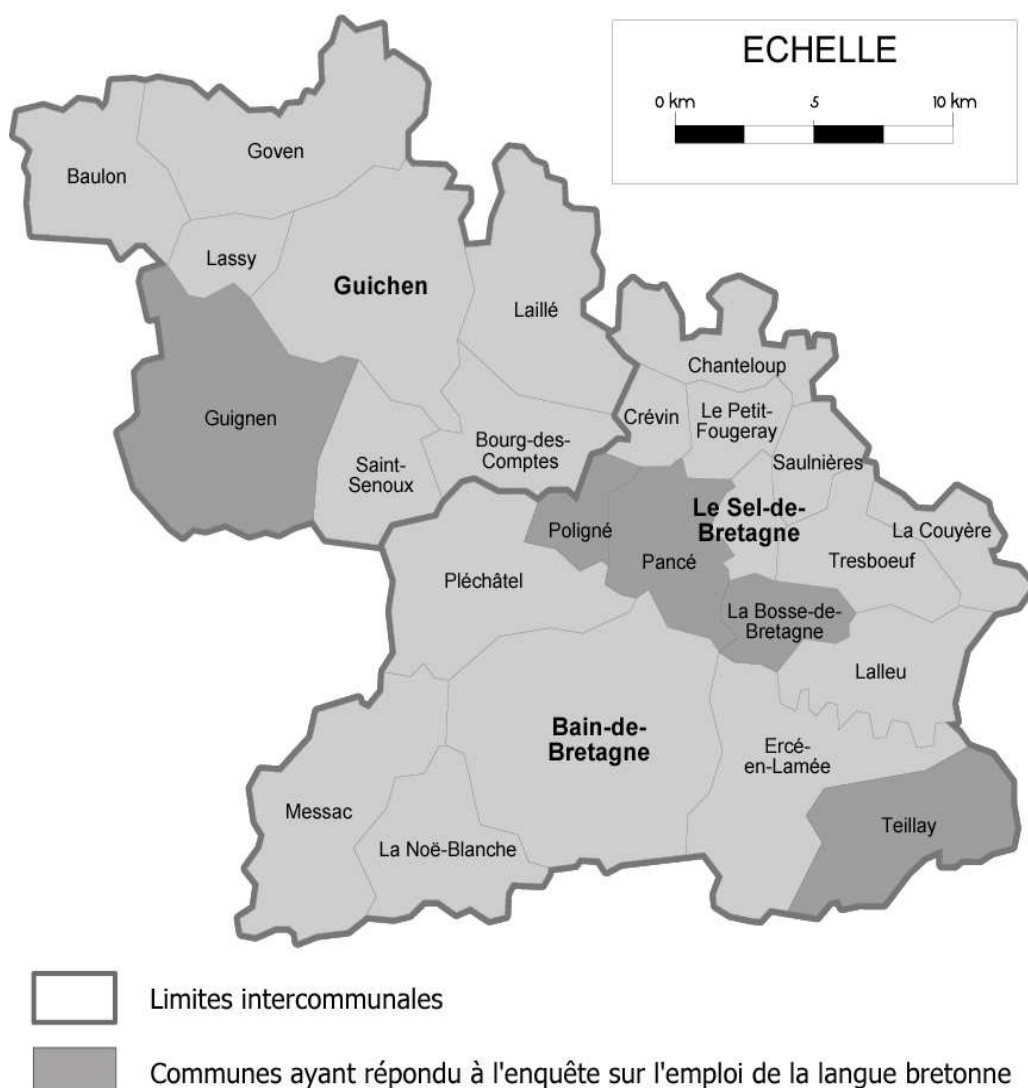 ECHELLE
0 km 5 10 km
Goven
Baulon
Lassy
Guichen
Laillé
Chanteloup
Guignen
Crévin
Le Petit-
Fougeray
Bourg-des-
Comptes
Saint-
Senoux
Saulnières
Le Sel-de-
Bretagne
La Couyère
Poligné
Pancé
Tresboeuf
Pléchâtel
La Bosse-de-
Bretagne
Lalleu
Bain-de-
Bretagne
Ercé-
en-Lamée
Messac
Teillay
La Noë-Blanche
Limites intercommunales
Communes ayant répondu à l'enquête sur l'emploi de la langue bretonne